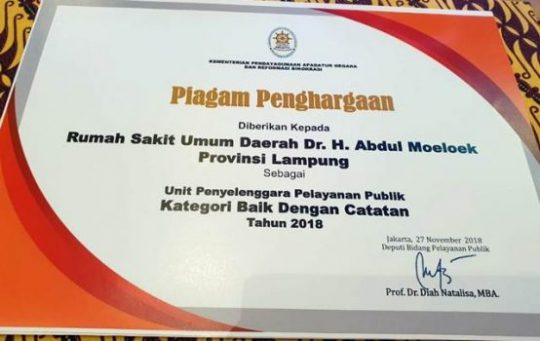 KEMENTERIAN PENDAYAGUNAAN APARATUR NEGARA
DAN REFORMASI BIROKRASI
Piagam Penghargaan
Diberikan Kepada
Rumah Sakit Umum Daerah Dr. H. Abdul Moeloek
Provinsi Lampung
Sebagai
Unit Penyelenggara Pelayanan Publik
Kategori Baik Dengan Catatan
Tahun 2018
Jakarta, 27 November 2018
Deputi Bidang Pelayanan Publik
Prof. Dr. Diah Natalisa, MBA.